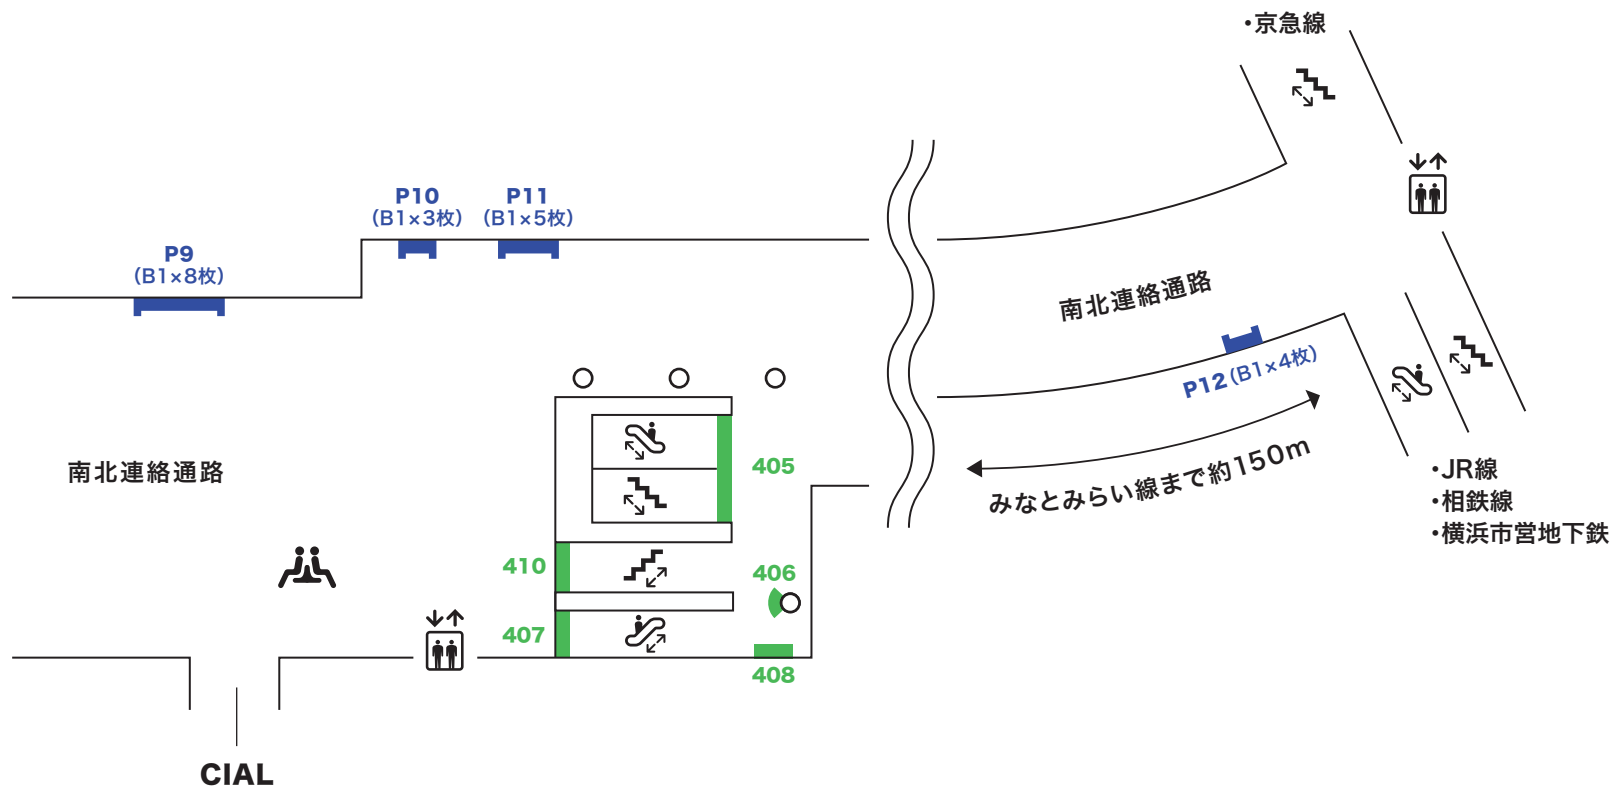 ・京急線
P10
（B1×3枚）
P11
（B1×5枚）
P9
（B1×8枚）
南北連絡通路
P12（B1×4枚）
みなとみらい線まで約150m
南北連絡通路
405
410
406
407
408
・JR線
・相鉄線
・横浜市営地下鉄
CIAL